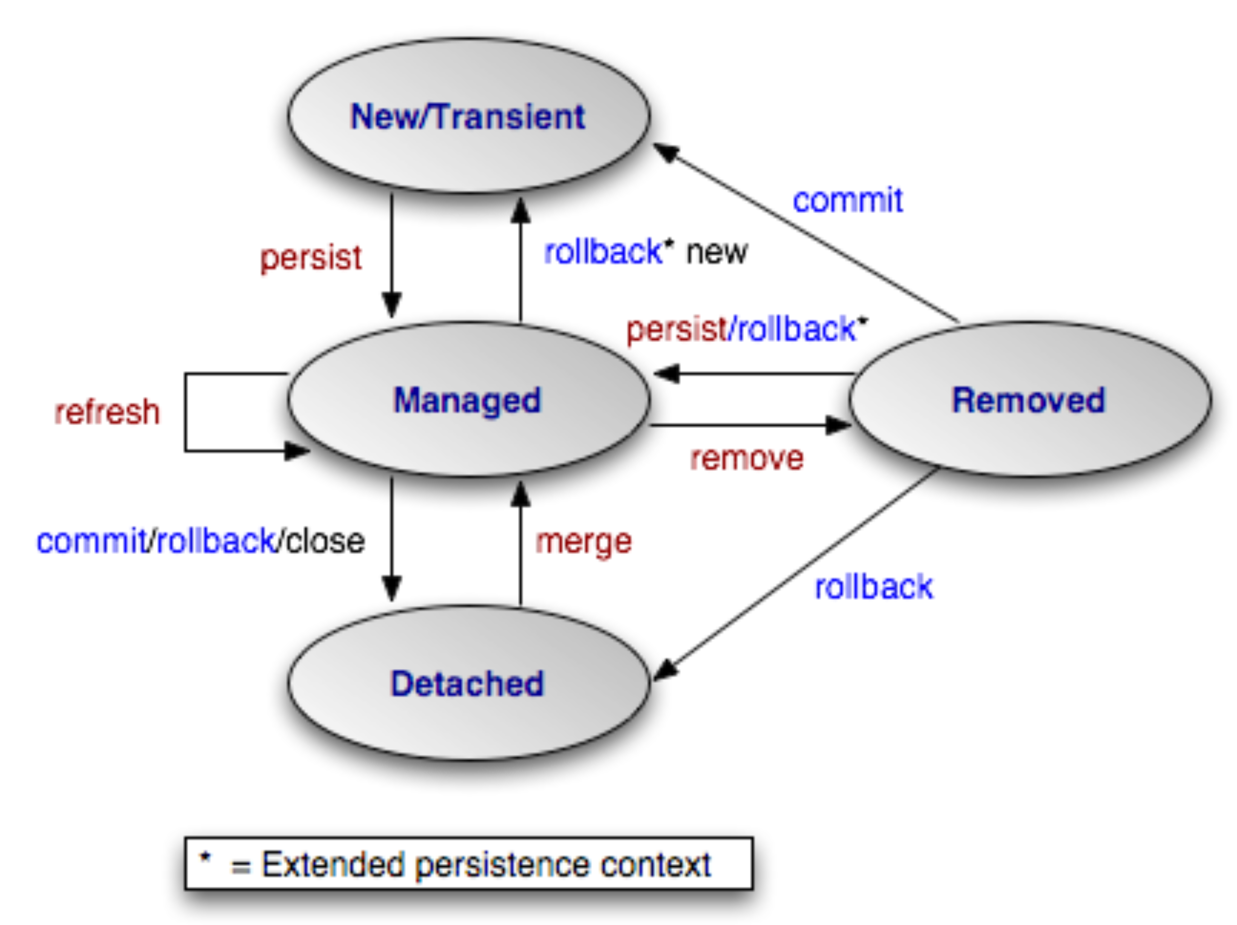 New/Transient
commit
persist
rollback* new
persist/rollback*
refresh
Managed
Removed
remove
commit/rollback/close
merge
rollback
Detached
* = Extended persistence context